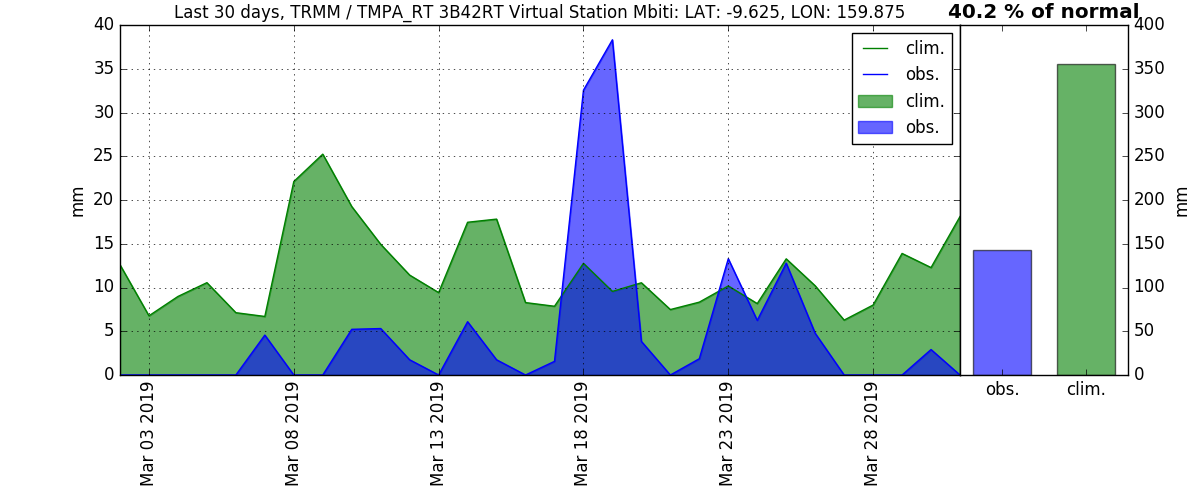 Last 30 days, TRMM / TMPA_RT 3B42RT Virtual Station Mbiti: LAT: -9.625, LON: 159.875
40.2 % of normal
40
35
30
25
20
15
10
5
0
mm
clim.
obs.
clim.
obs.
400
350
300
250
200
150
100
50
0
mm
Mar 03 2019
Mar 08 2019
Mar 13 2019
Mar 18 2019
Mar 23 2019
Mar 28 2019
obs.
clim.